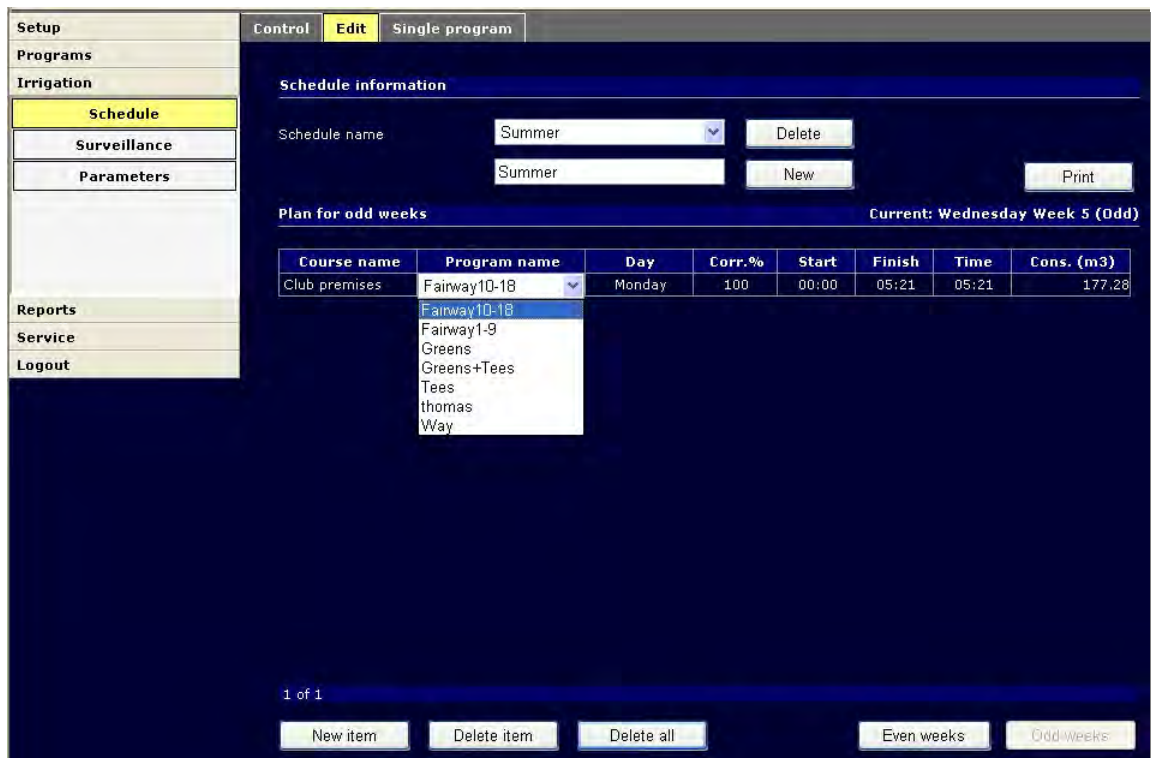 Setup
Programs
Irrigation
Schedule
Surveillance
Parameters
Reports
Service
Logout
Control Edit Single program
Schedule information
Schedule name Summer Delete
Summer New Print
Plan for odd weeks Current: Wednesday Week 5 (Odd)
Course name Program name Day Corr.% Start Finish Time Cons. (m3)
Club premises Fairway10-18 Monday 100 00:00 05:21 05:21 177.28
Fairway10-18
Fairway1-9
Greens
Greens+Tees
Tees
thomas
Way
1 of 1
New item Delete item Delete all Even weeks Odd weeks